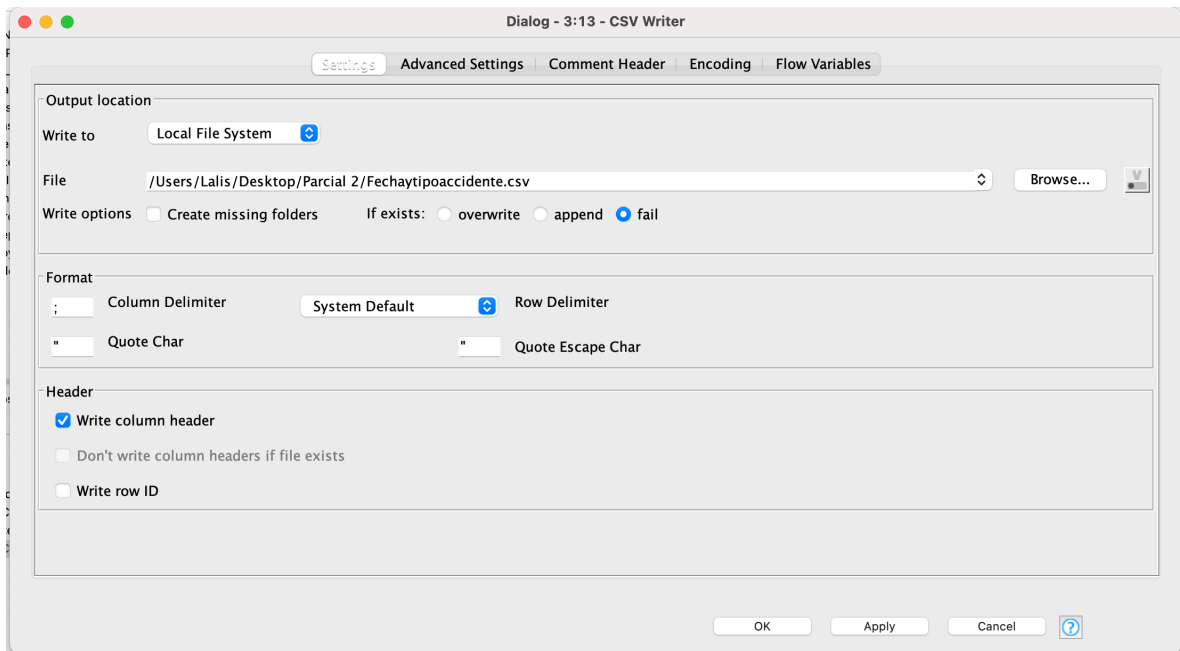 Dialog - 3:13 - CSV Writer
Settings Advanced Settings Comment Header Encoding Flow Variables
Output location
Write to Local File System
File /Users/Lalis/Desktop/Parcial 2/Fechaytipoaccidente.csv Browse... V
Write options Create missing folders If exists: overwrite append fail
Format
; Column Delimiter System Default Row Delimiter
" Quote Char " Quote Escape Char
Header
Write column header
Don't write column headers if file exists
Write row ID
OK Apply Cancel ?